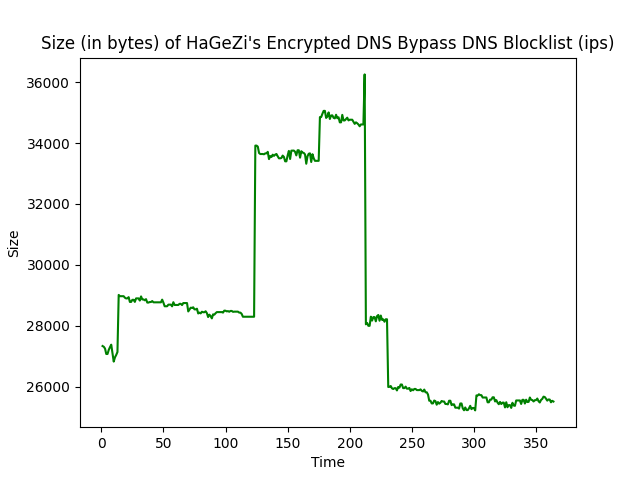 Size (in bytes) of HaGeZi's Encrypted DNS Bypass DNS Blocklist (ips)
36000
34000
32000
30000
28000
26000
Size
0 50 100 150 200 250 300 350
Time